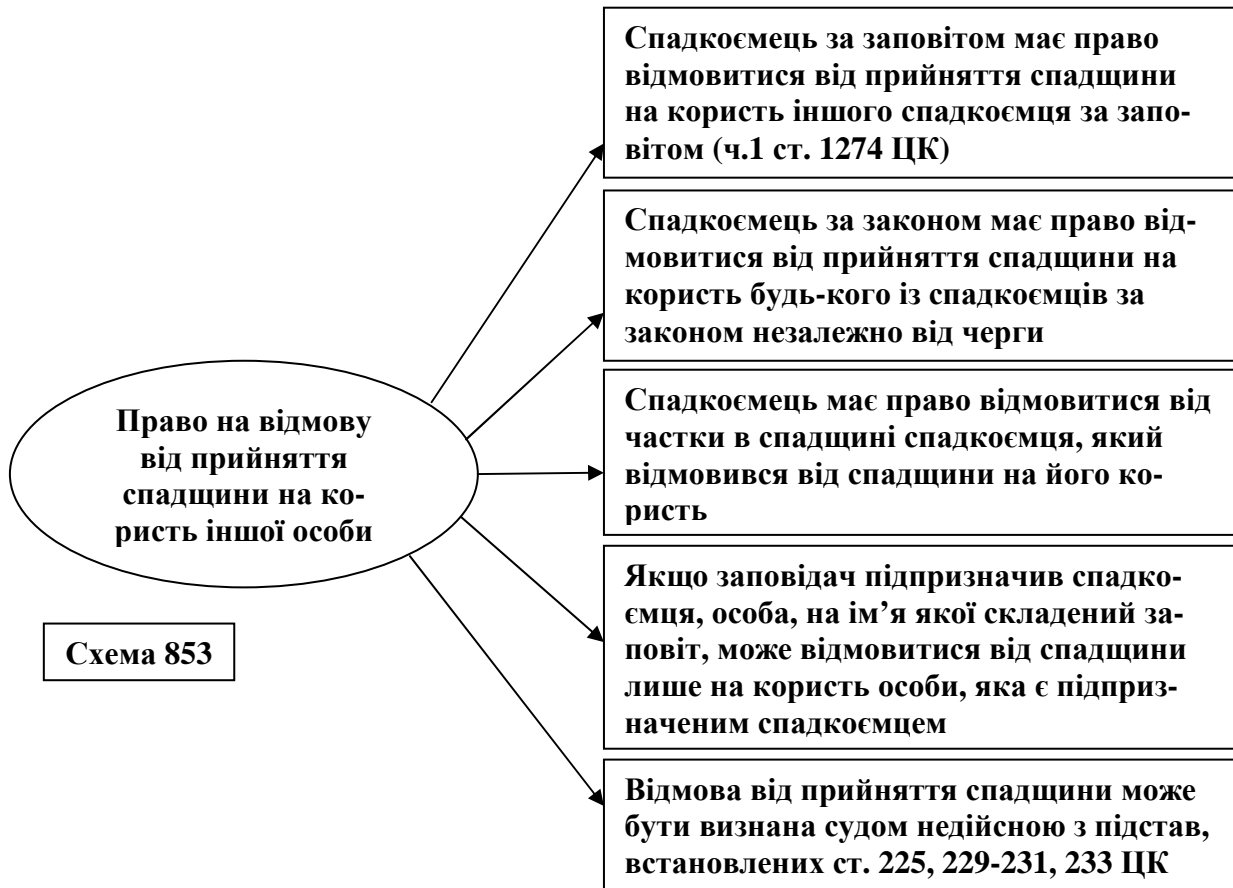 Спадкоємець за заповітом має право
відмовитися від прийняття спадщини
на користь іншого спадкоємця за запо-
вітом (ч.1 ст. 1274 ЦК)
Спадкоємець за законом має право від-
мовитися від прийняття спадщини на
користь будь-кого із спадкоємців за
законом незалежно від черги
Право на відмову
від прийняття
спадщини на ко-
ристь іншої особи
Спадкоємець має право відмовитися від
частки в спадщині спадкоємця, який
відмовився від спадщини на його ко-
ристь
Якщо заповідач підпризначив спадко-
ємця, особа, на ім’я якої складений за-
повіт, може відмовитися від спадщини
лише на користь особи, яка є підприз-
наченим спадкоємцем
Схема 853
Відмова від прийняття спадщини може
бути визнана судом недійсною з підстав,
встановлених ст. 225, 229-231, 233 ЦК